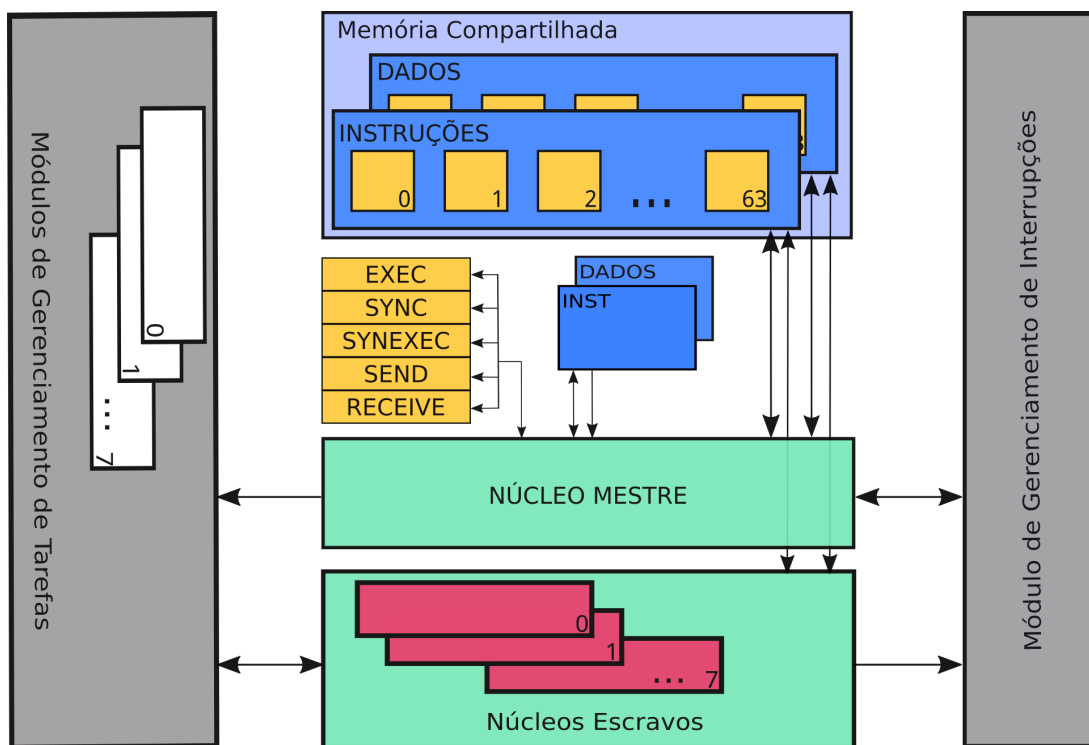 Módulos de Gerenciamento de Tarefas
0
1
...
7
Memória Compartilhada
DADOS
3
INSTRUÇÕES
0
1
2
...
63
EXEC
SYNC
SYNEXEC
SEND
RECEIVE
DADOS
INST
NÚCLEO MESTRE
0
1
... 7
Núcleos Escravos
Módulo de Gerenciamento de Interrupções